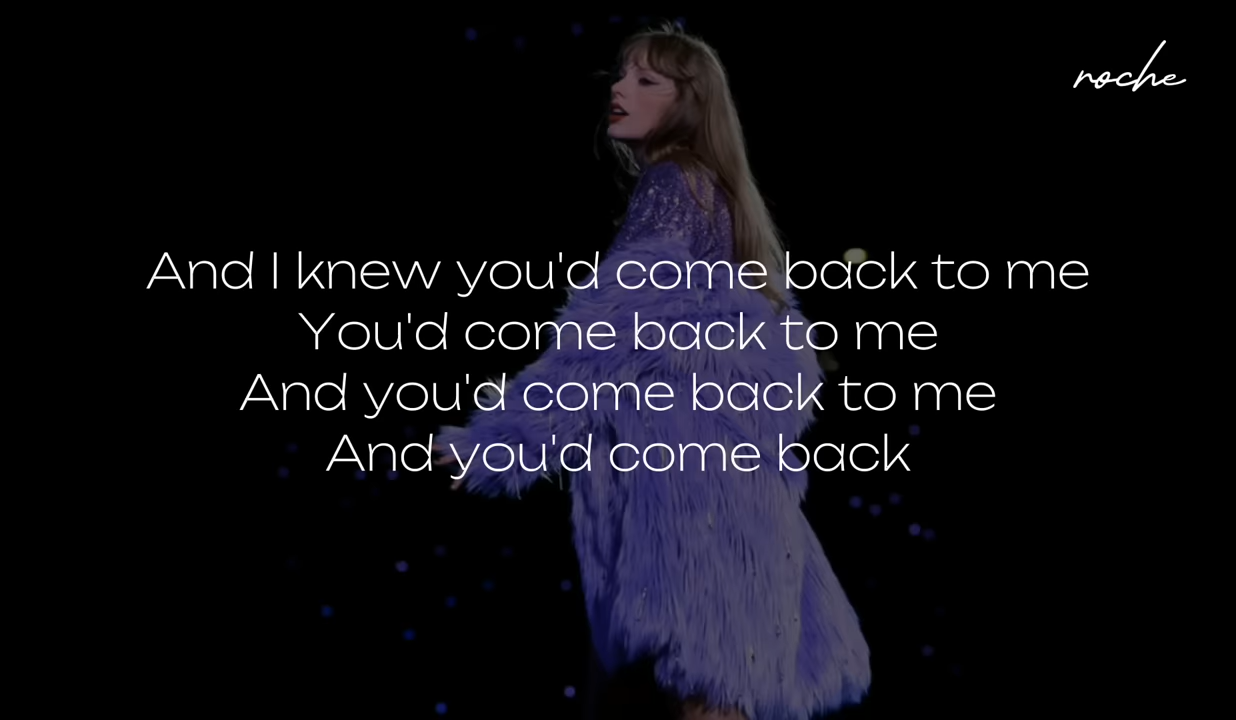 roche
And I knew you'd come back to me
You'd come back to me
And you'd come back to me
And you'd come back